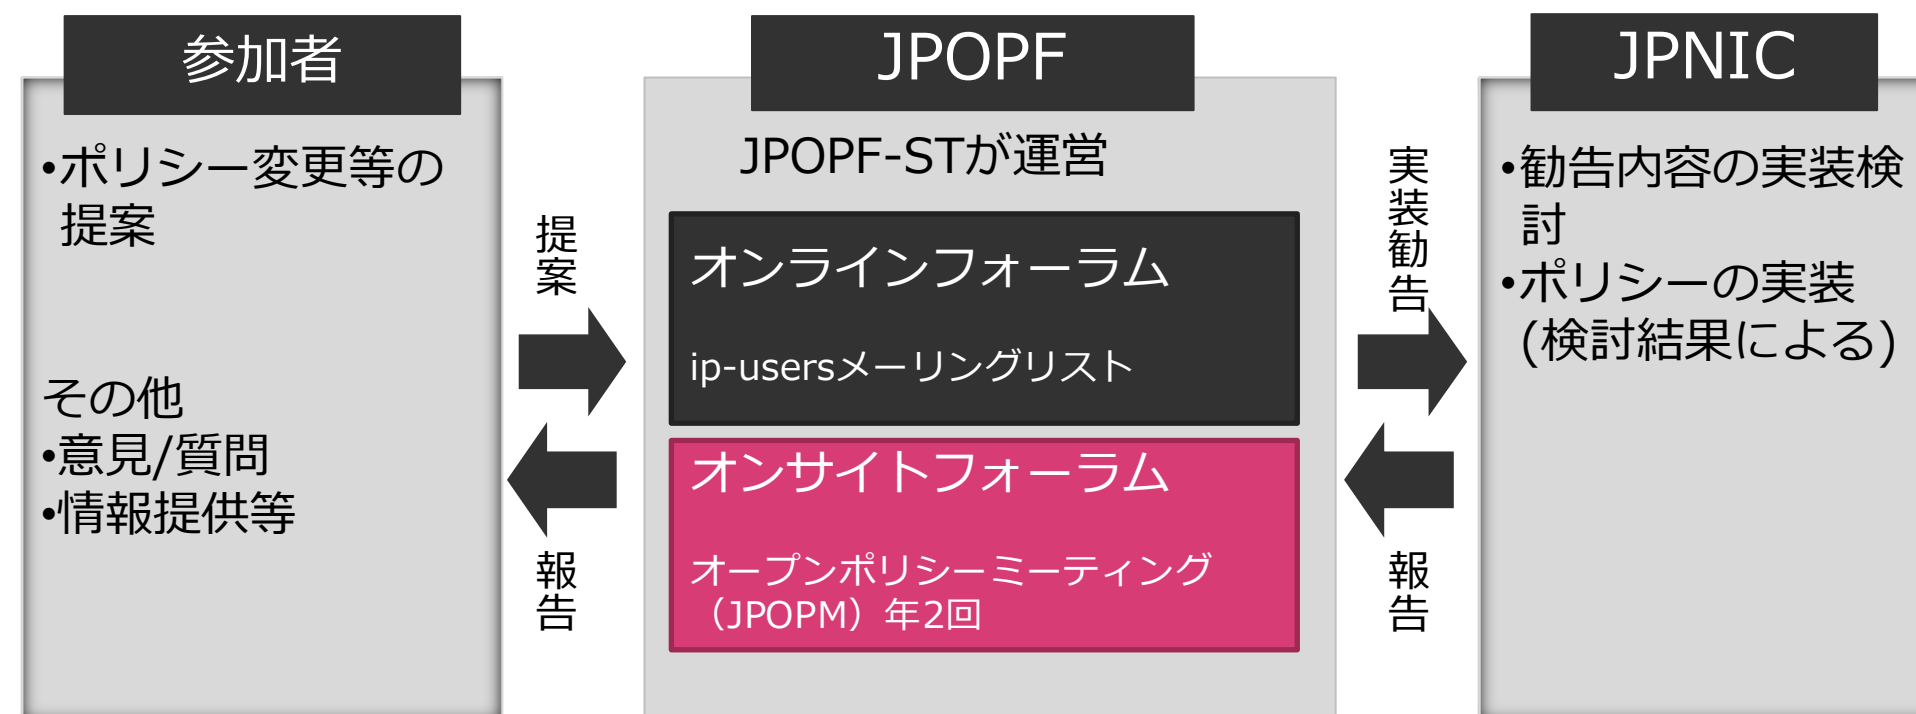 参加者
•ポリシー変更等の
提案
その他
•意見/質問
•情報提供等
提案
報告
JPOPF
JPOPF-STが運営
オンラインフォーラム
ip-usersメーリングリスト
オンサイトフォーラム
オープンポリシーミーティング
（JPOPM）年2回
実装勧告
報告
JPNIC
•勧告内容の実装検
討
•ポリシーの実装
(検討結果による)